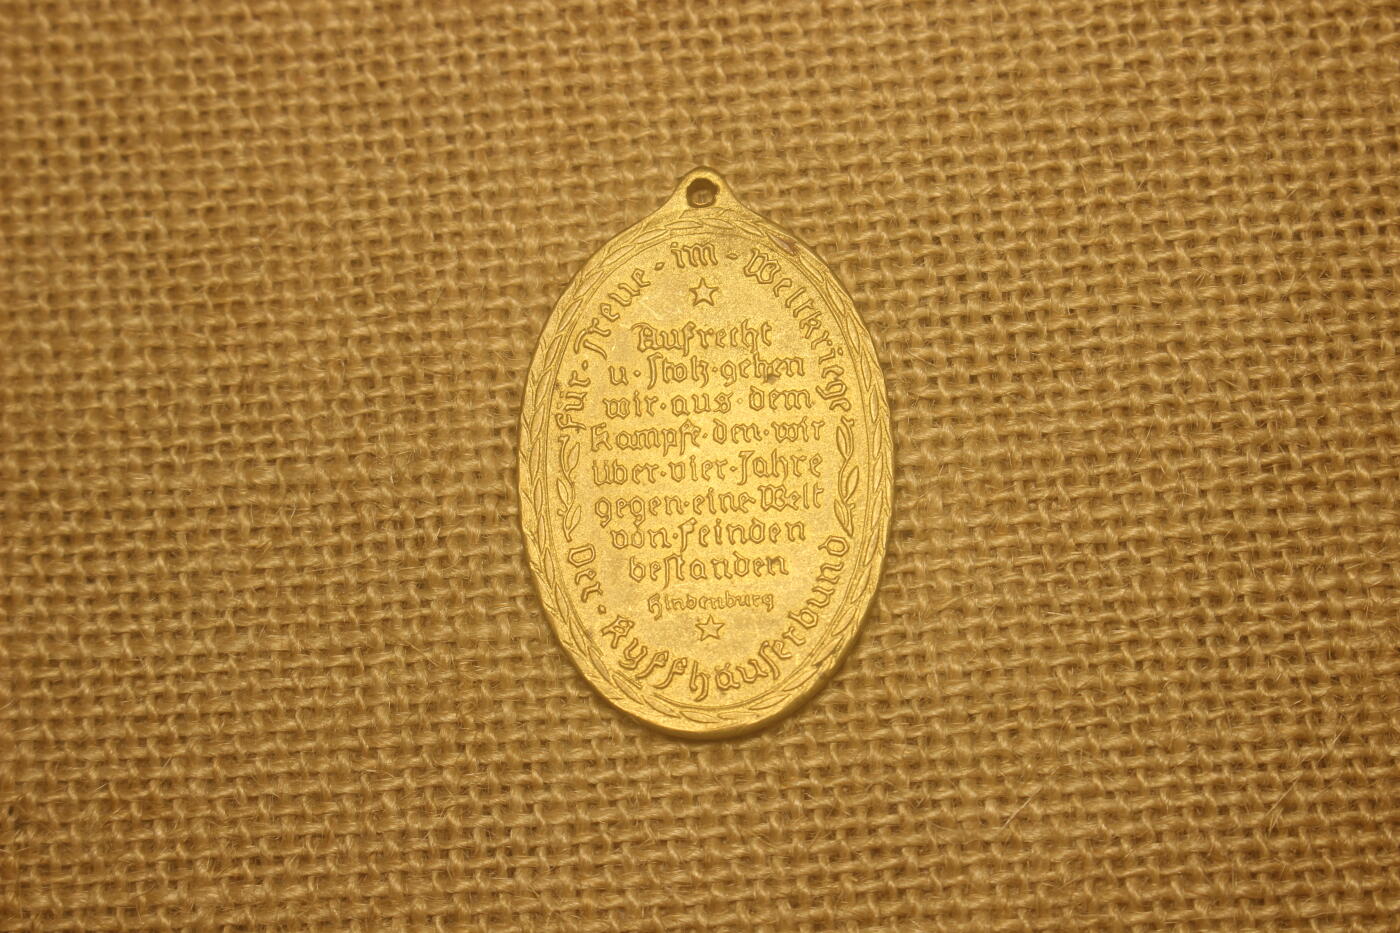 Für · Treue - im - Weltkriege
Aufrecht
u · stolz · gehen
wir · aus · dem
Kampfe · den · wir
über · vier · Jahre
gegen · eine · Welt
von · Feinden
bestanden
Hindenburg
Der · Kyffhäuserbund